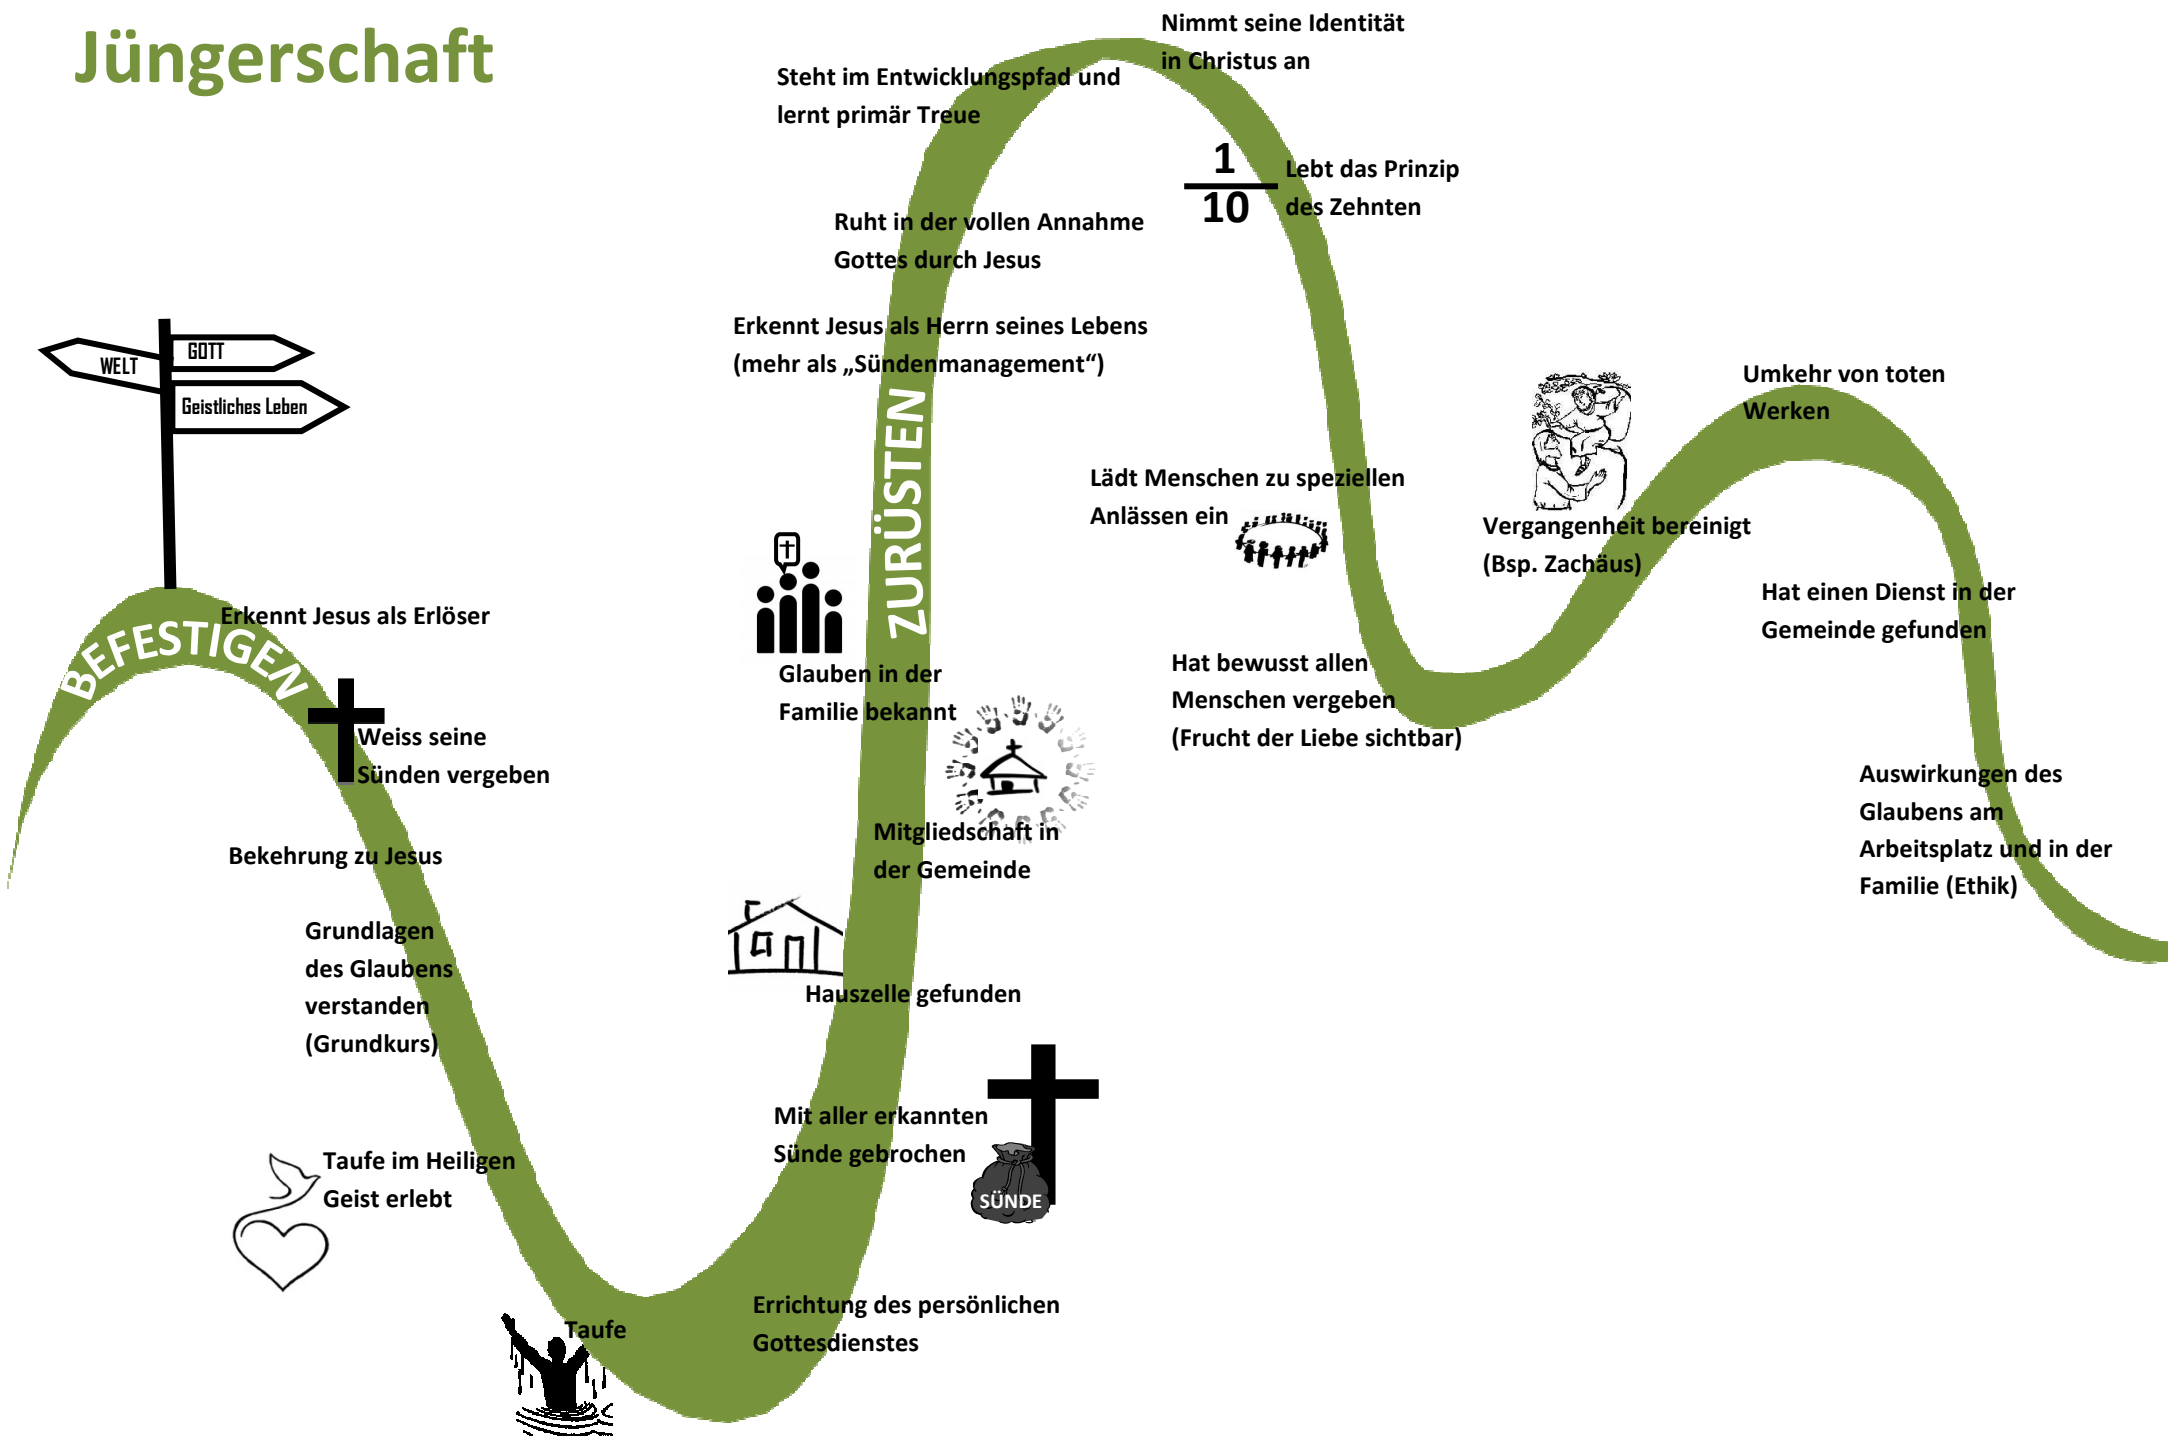 Jüngerschaft
WELT
GOTT
Geistliches Leben
BEFESTIGEN
Erkennt Jesus als Erlöser
Weiss seine
Sünden vergeben
Bekehrung zu Jesus
Grundlagen
des Glaubens
verstanden
(Grundkurs)
Taufe im Heiligen
Geist erlebt
Taufe
Errichtung des persönlichen
Gottesdienstes
Mit aller erkannten
Sünde gebrochen
SÜNDE
Hauszelle gefunden
Mitgliedschaft in
der Gemeinde
Glauben in der
Familie bekannt
ZURÜSTEN
Erkennt Jesus als Herrn seines Lebens
(mehr als „Sündenmanagement“)
Ruht in der vollen Annahme
Gottes durch Jesus
Steht im Entwicklungspfad und
lernt primär Treue
Nimmt seine Identität
in Christus an
1
10
Lebt das Prinzip
des Zehnten
Lädt Menschen zu speziellen
Anlässen ein
Hat bewusst allen
Menschen vergeben
(Frucht der Liebe sichtbar)
Vergangenheit bereinigt
(Bsp. Zachäus)
Umkehr von toten
Werken
Hat einen Dienst in der
Gemeinde gefunden
Auswirkungen des
Glaubens am
Arbeitsplatz und in der
Familie (Ethik)